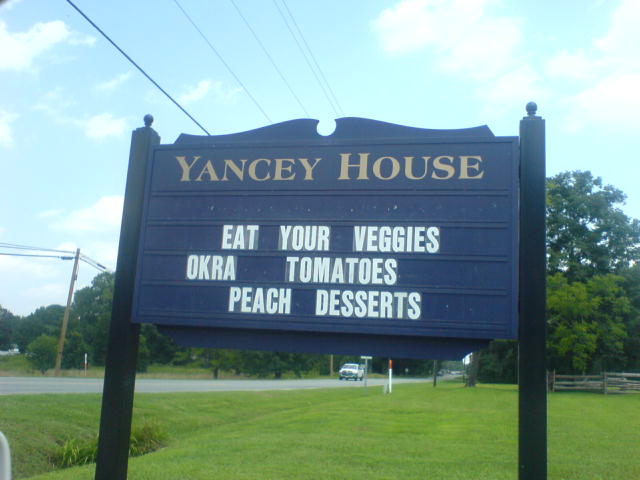 YANCEY HOUSE
EAT YOUR VEGGIES
OKRA TOMATOES
PEACH DESSERTS